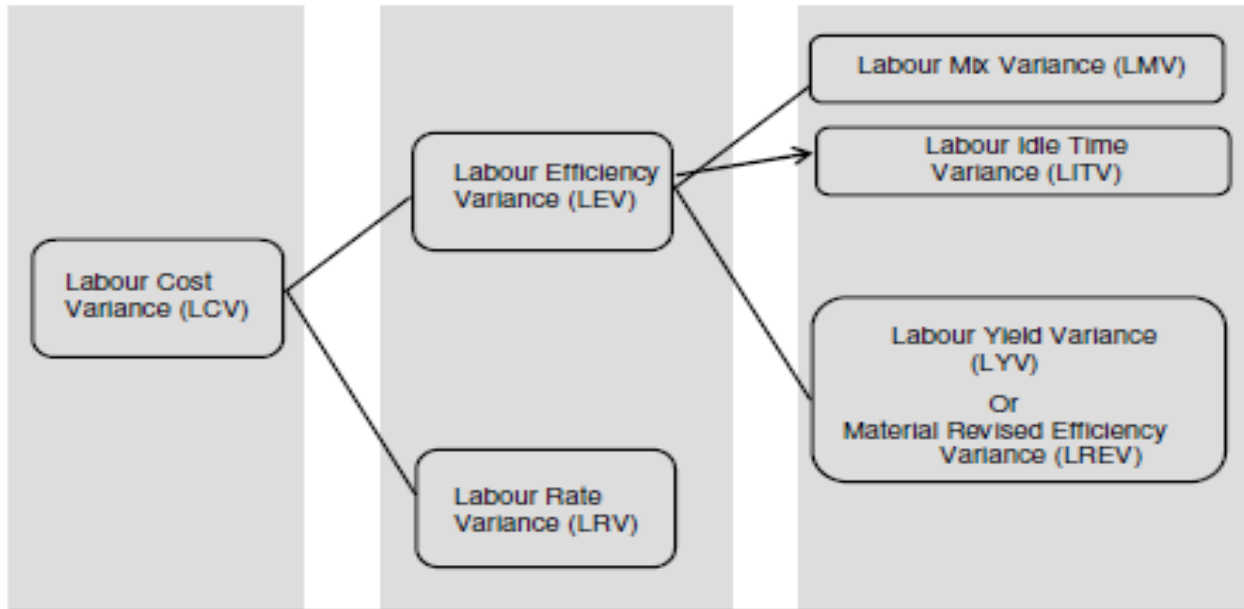 Labour Cost
Variance (LCV)
Labour Efficiency
Variance (LEV)
Labour Rate
Variance (LRV)
Labour Mix Variance (LMV)
Labour Idle Time
Variance (LITV)
Labour Yield Variance
(LYV)
Or
Material Revised Efficiency
Variance (LREV)